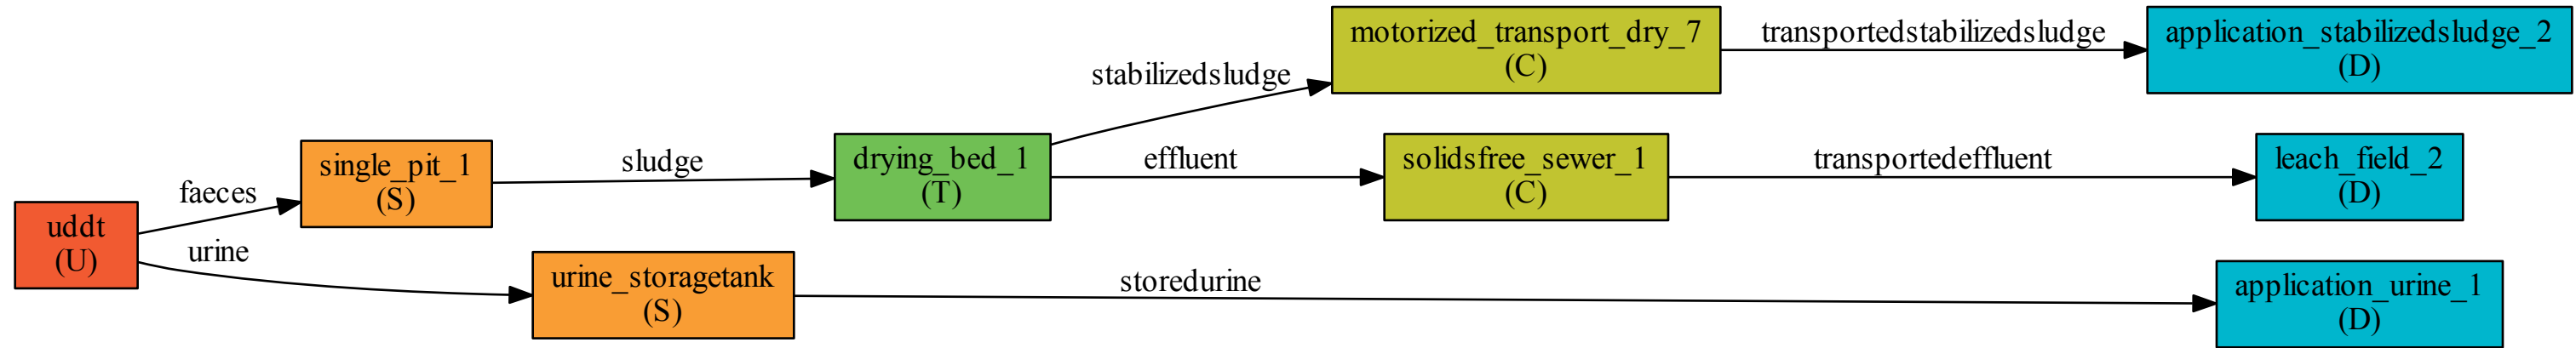 uddt
(U)
faeces
urine
single_pit_1
(S)
sludge
urine_storagetank
(S)
storedurine
drying_bed_1
(T)
stabilizedsludge
effluent
motorized_transport_dry_7
(C)
transportedstabilizedsludge
application_stabilizedsludge_2
(D)
solidsfree_sewer_1
(C)
transportedeffluent
leach_field_2
(D)
application_urine_1
(D)